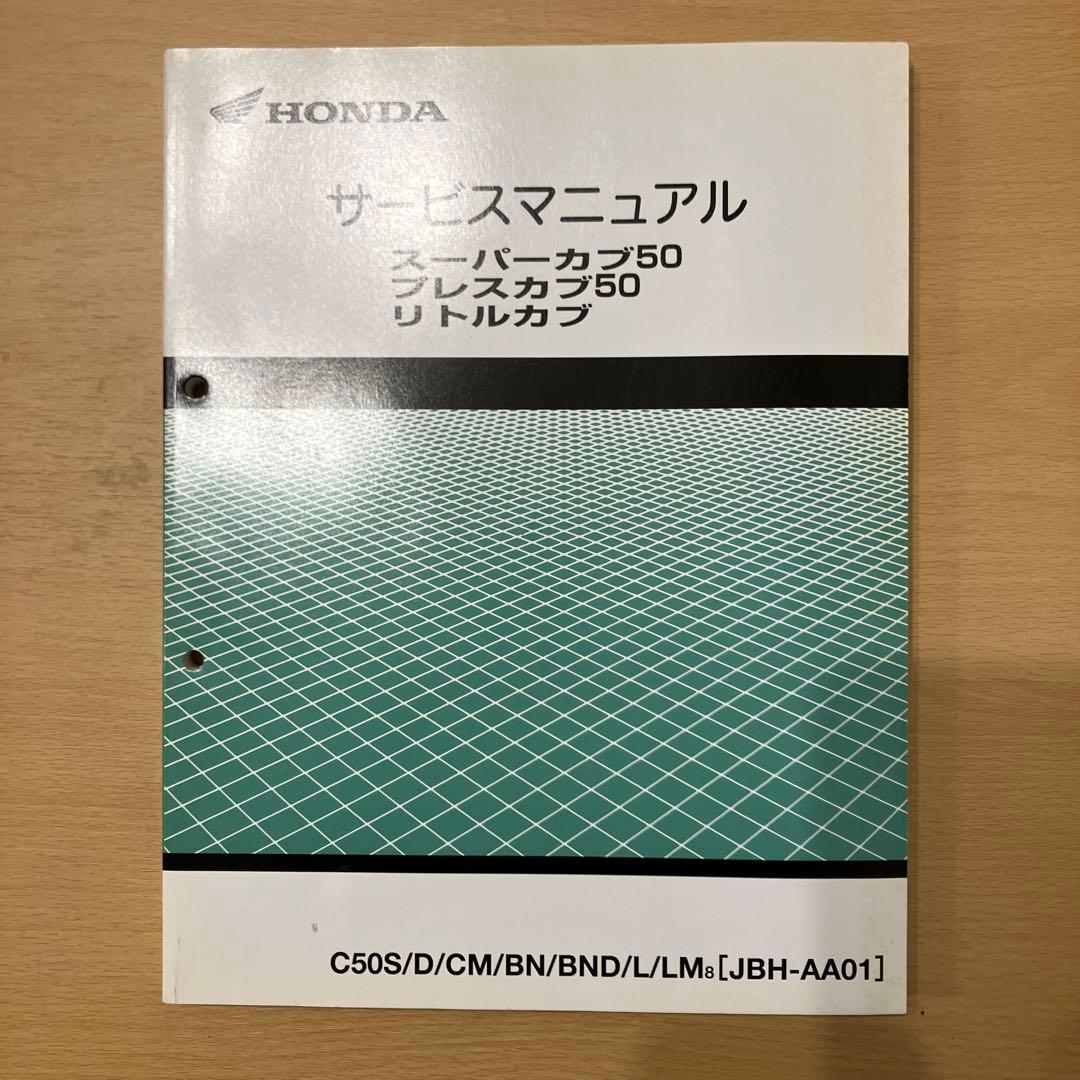 HONDA
サービスマニュアル
スーパーカブ50
プレスカブ50
リトルカブ
C50S/D/CM/BN/BND/L/LM8[JBH-AA01]